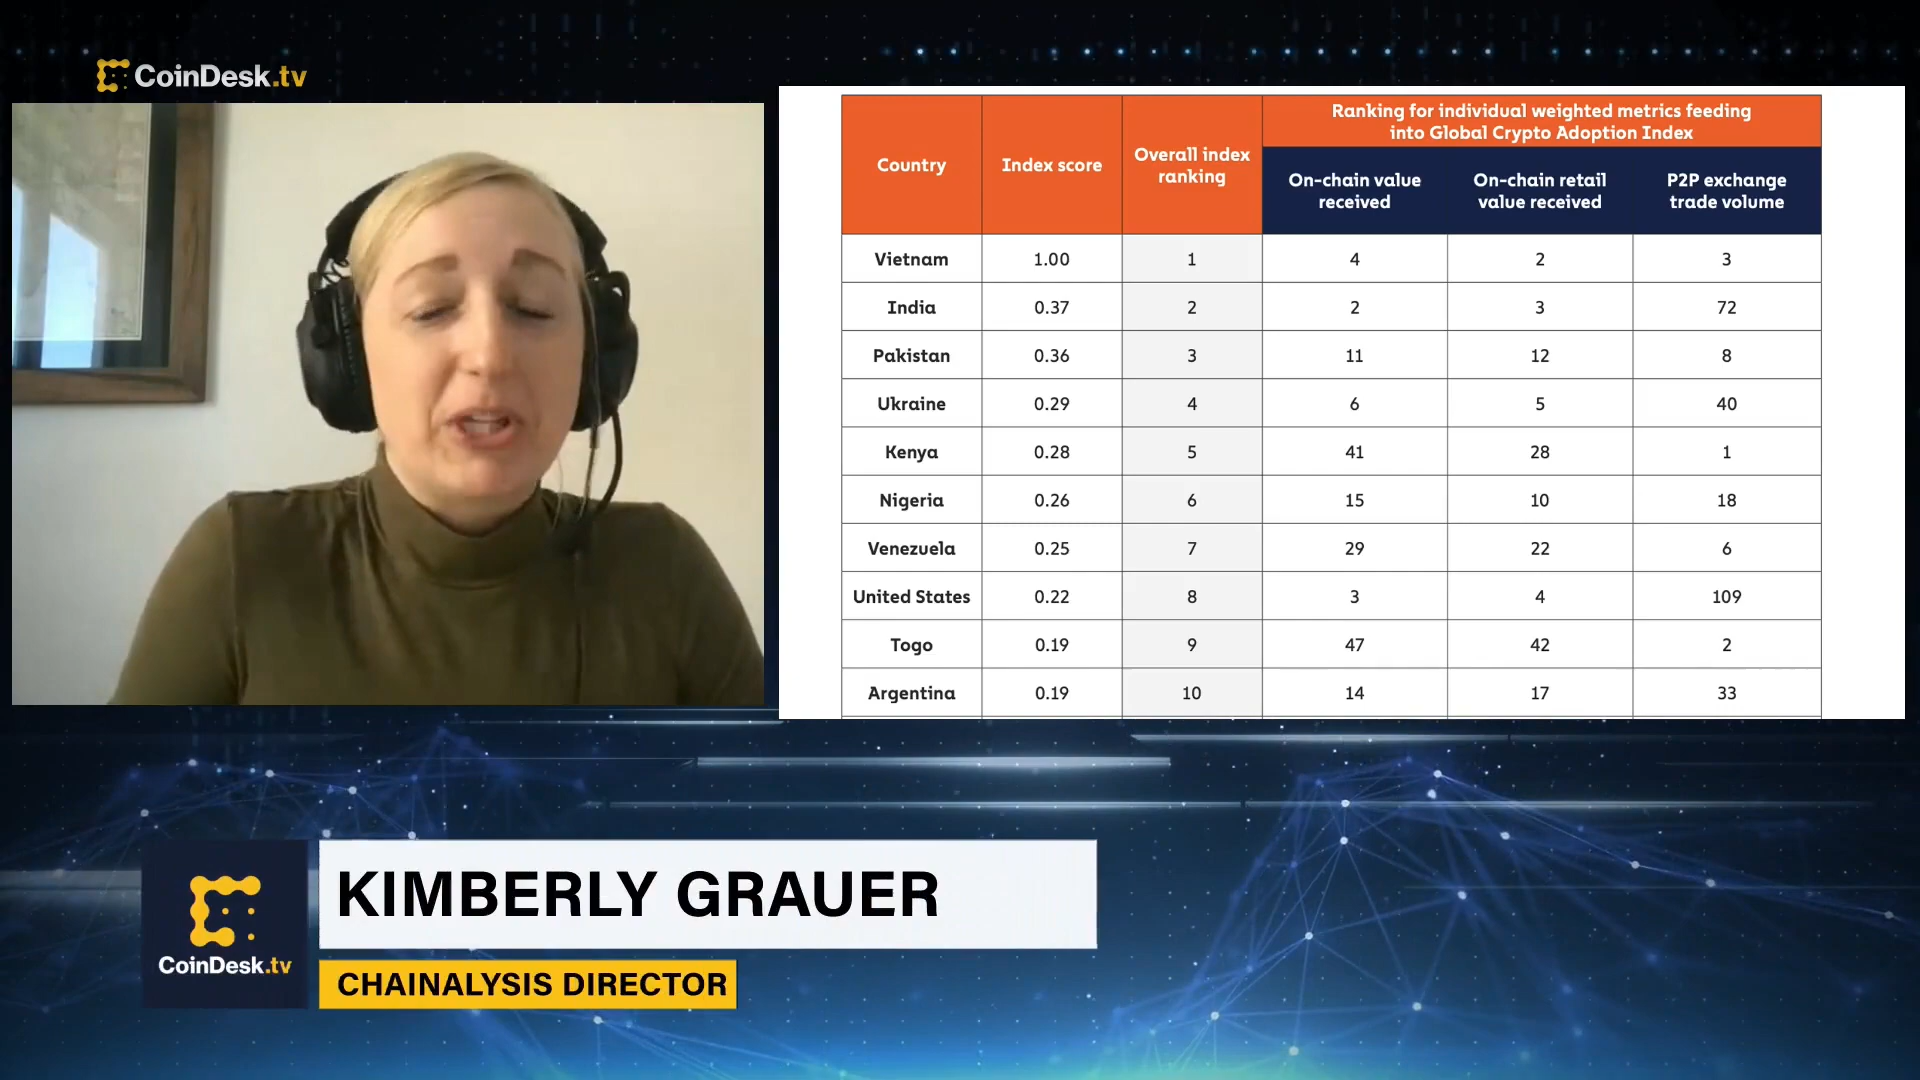 CoinDesk.tv
Country
Index score
Overall index
ranking
Ranking for individual weighted metrics feeding
into Global Crypto Adoption Index
On-chain value
received
On-chain retail
value received
P2P exchange
trade volume
Vietnam 1.00 1 4 2 3
India 0.37 2 2 3 72
Pakistan 0.36 3 11 12 8
Ukraine 0.29 4 6 5 40
Kenya 0.28 5 41 28 1
Nigeria 0.26 6 15 10 18
Venezuela 0.25 7 29 22 6
United States 0.22 8 3 4 109
Togo 0.19 9 47 42 2
Argentina 0.19 10 14 17 33
KIMBERLY GRAUER
CoinDesk.tv
CHAINALYSIS DIRECTOR